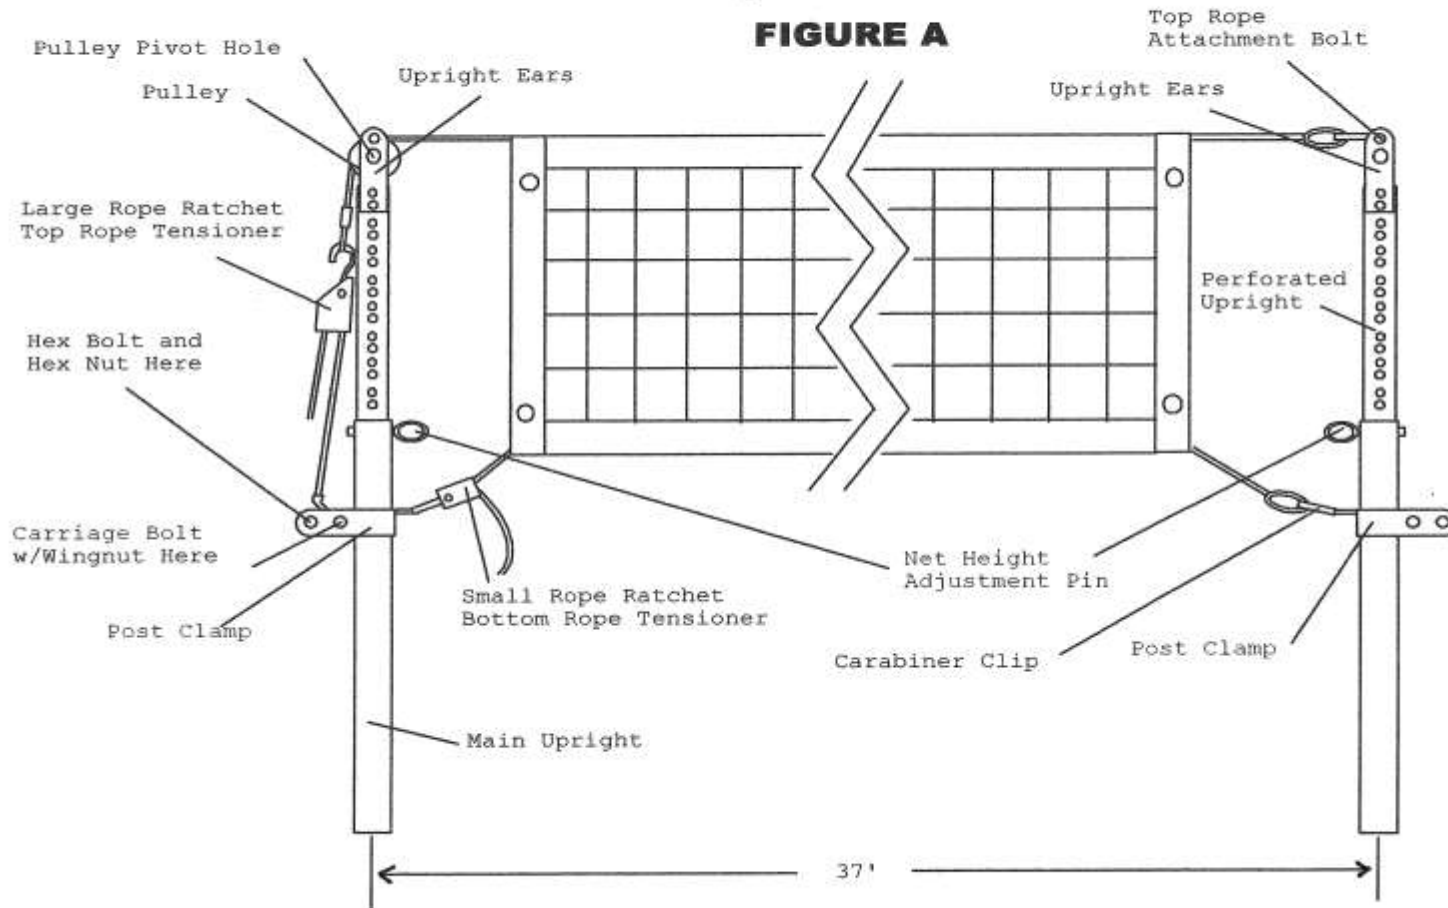 FIGURE A
Top Rope
Attachment Bolt
Pulley Pivot Hole
Upright Ears
Pulley
Upright Ears
Large Rope Ratchet
Top Rope Tensioner
Perforated
Upright
Hex Bolt and
Hex Nut Here
Carriage Bolt
w/Wingnut Here
Net Height
Adjustment Pin
Small Rope Ratchet
Bottom Rope Tensioner
Post Clamp
Carabiner Clip
Post Clamp
Main Upright
37'